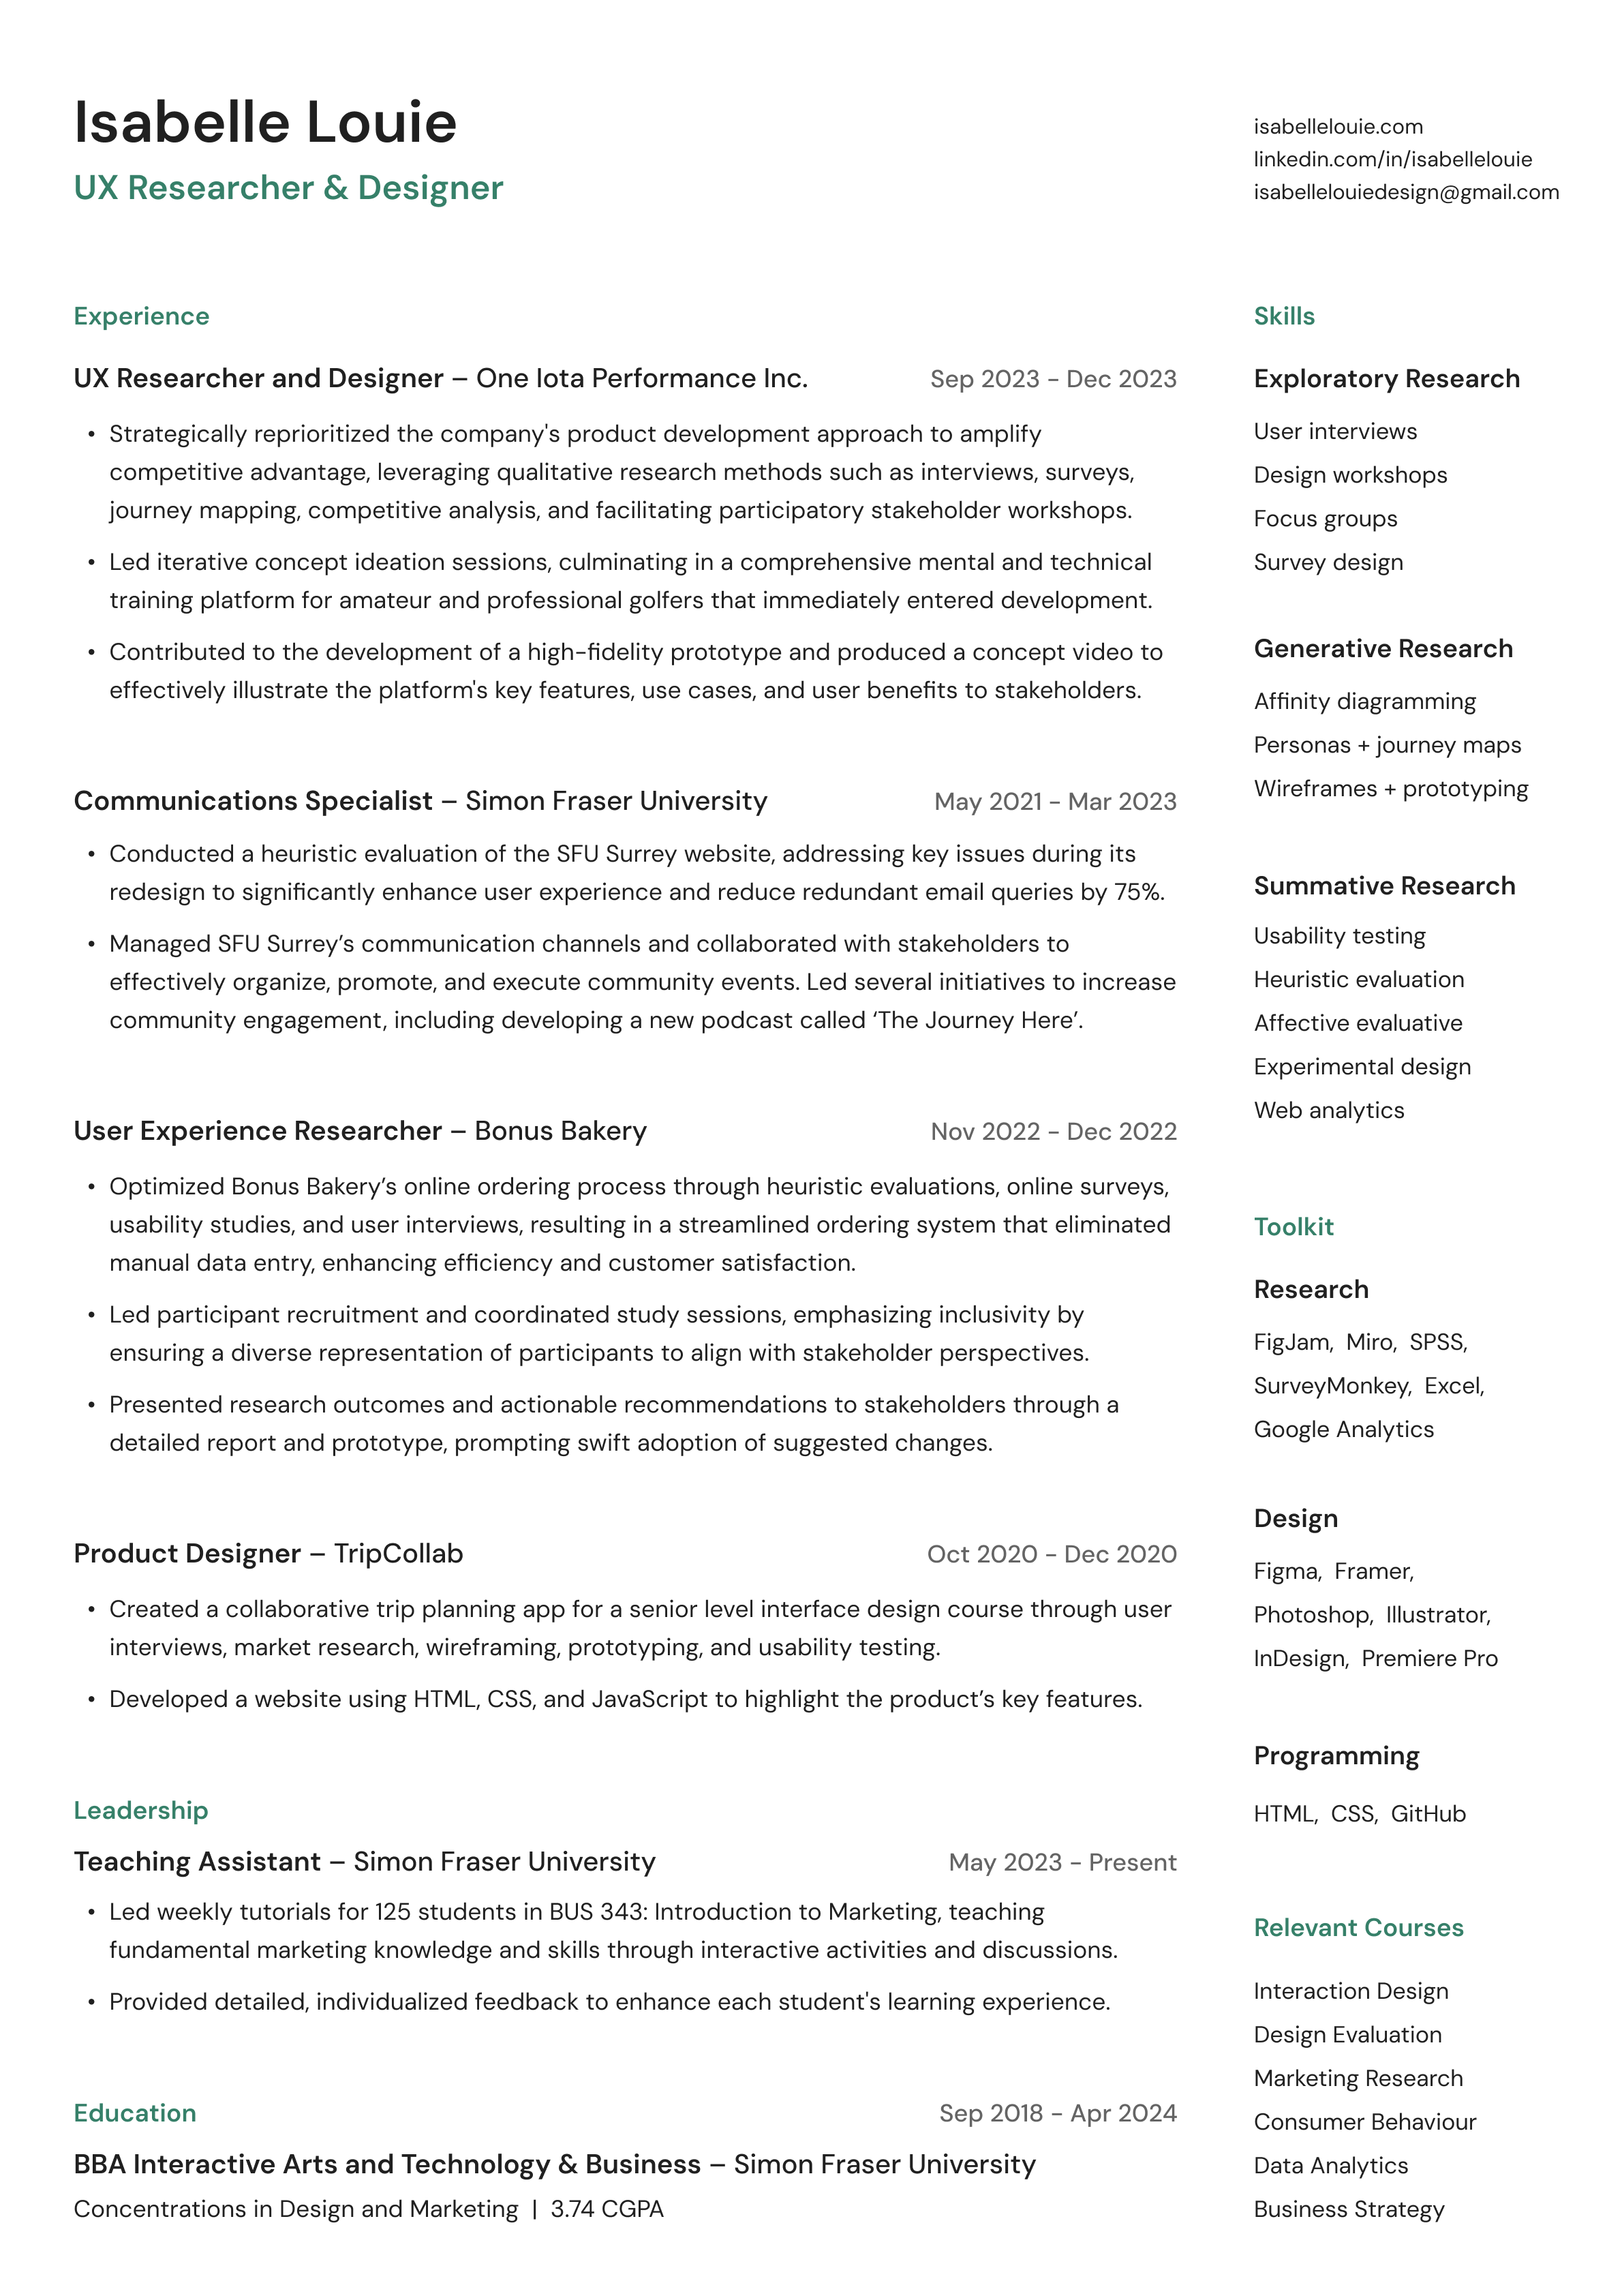 Isabelle Louie
UX Researcher & Designer
isabellelouie.com
linkedin.com/in/isabellelouie
isabellelouiedesign@gmail.com
Experience
UX Researcher and Designer – One Iota Performance Inc.
Sep 2023 - Dec 2023
• Strategically reprioritized the company's product development approach to amplify
competitive advantage, leveraging qualitative research methods such as interviews, surveys,
journey mapping, competitive analysis, and facilitating participatory stakeholder workshops.
• Led iterative concept ideation sessions, culminating in a comprehensive mental and technical
training platform for amateur and professional golfers that immediately entered development.
• Contributed to the development of a high-fidelity prototype and produced a concept video to
effectively illustrate the platform's key features, use cases, and user benefits to stakeholders.
Communications Specialist – Simon Fraser University
May 2021 - Mar 2023
• Conducted a heuristic evaluation of the SFU Surrey website, addressing key issues during its
redesign to significantly enhance user experience and reduce redundant email queries by 75%.
• Managed SFU Surrey’s communication channels and collaborated with stakeholders to
effectively organize, promote, and execute community events. Led several initiatives to increase
community engagement, including developing a new podcast called ‘The Journey Here’.
User Experience Researcher – Bonus Bakery
Nov 2022 - Dec 2022
• Optimized Bonus Bakery’s online ordering process through heuristic evaluations, online surveys,
usability studies, and user interviews, resulting in a streamlined ordering system that eliminated
manual data entry, enhancing efficiency and customer satisfaction.
• Led participant recruitment and coordinated study sessions, emphasizing inclusivity by
ensuring a diverse representation of participants to align with stakeholder perspectives.
• Presented research outcomes and actionable recommendations to stakeholders through a
detailed report and prototype, prompting swift adoption of suggested changes.
Product Designer – TripCollab
Oct 2020 - Dec 2020
• Created a collaborative trip planning app for a senior level interface design course through user
interviews, market research, wireframing, prototyping, and usability testing.
• Developed a website using HTML, CSS, and JavaScript to highlight the product’s key features.
Leadership
Teaching Assistant – Simon Fraser University
May 2023 - Present
• Led weekly tutorials for 125 students in BUS 343: Introduction to Marketing, teaching
fundamental marketing knowledge and skills through interactive activities and discussions.
• Provided detailed, individualized feedback to enhance each student's learning experience.
Education
Sep 2018 - Apr 2024
BBA Interactive Arts and Technology & Business – Simon Fraser University
Concentrations in Design and Marketing | 3.74 CGPA
Skills
Exploratory Research
User interviews
Design workshops
Focus groups
Survey design
Generative Research
Affinity diagramming
Personas + journey maps
Wireframes + prototyping
Summative Research
Usability testing
Heuristic evaluation
Affective evaluative
Experimental design
Web analytics
Toolkit
Research
FigJam, Miro, SPSS,
SurveyMonkey, Excel,
Google Analytics
Design
Figma, Framer,
Photoshop, Illustrator,
InDesign, Premiere Pro
Programming
HTML, CSS, GitHub
Relevant Courses
Interaction Design
Design Evaluation
Marketing Research
Consumer Behaviour
Data Analytics
Business Strategy